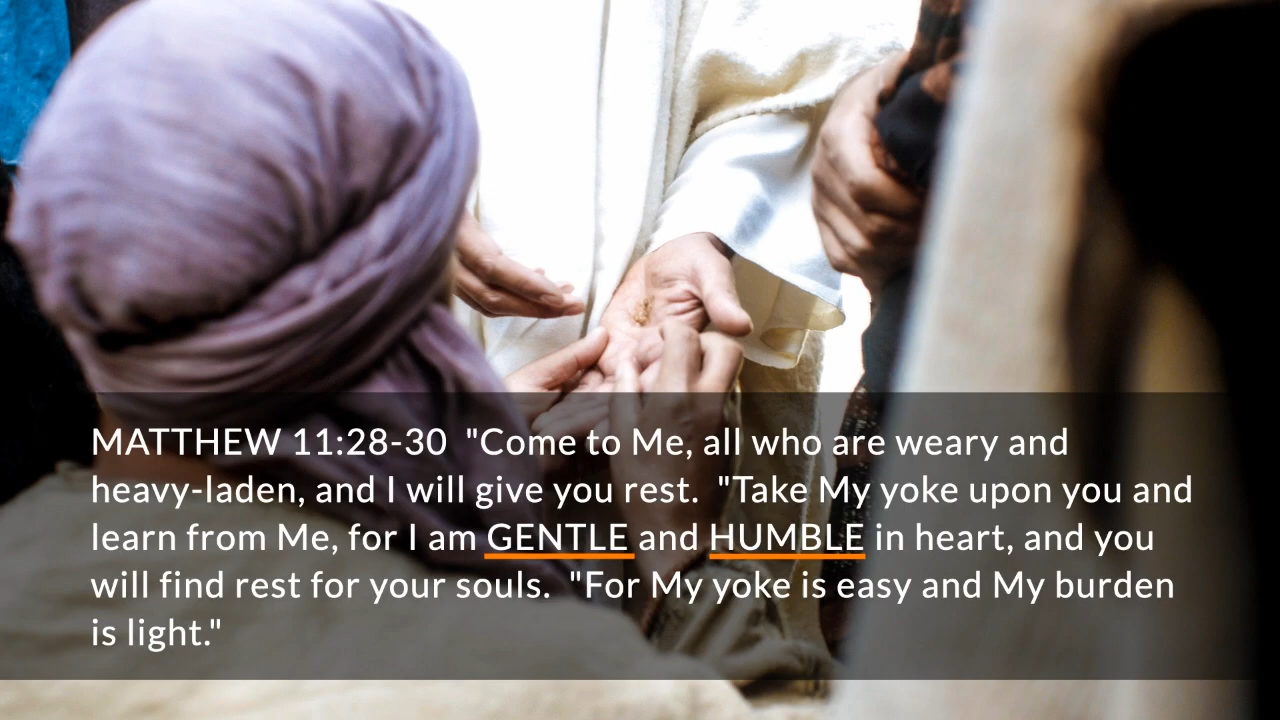 MATTHEW 11:28-30  "Come to Me, all who are weary and
heavy-laden, and I will give you rest.  "Take My yoke upon you and
learn from Me, for I am GENTLE and HUMBLE in heart, and you
will find rest for your souls.  "For My yoke is easy and My burden
is light."